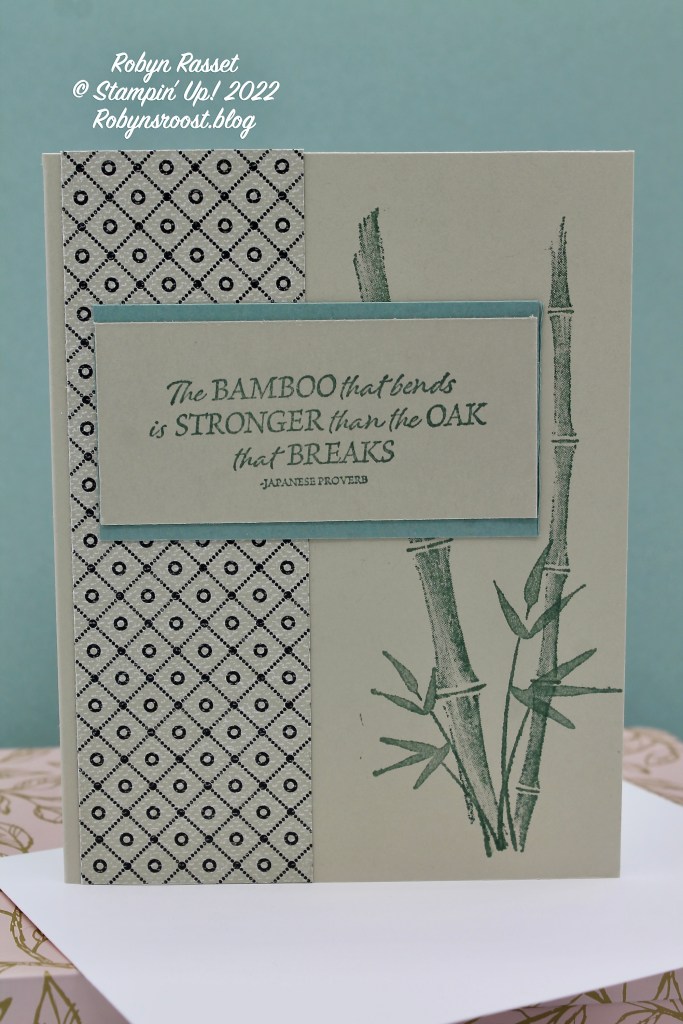 Robyn Rasset
© Stampin' Up! 2022
Robynsroost.blog
The BAMBOO that bends
is STRONGER than the OAK
that BREAKS
-JAPANESE PROVERB